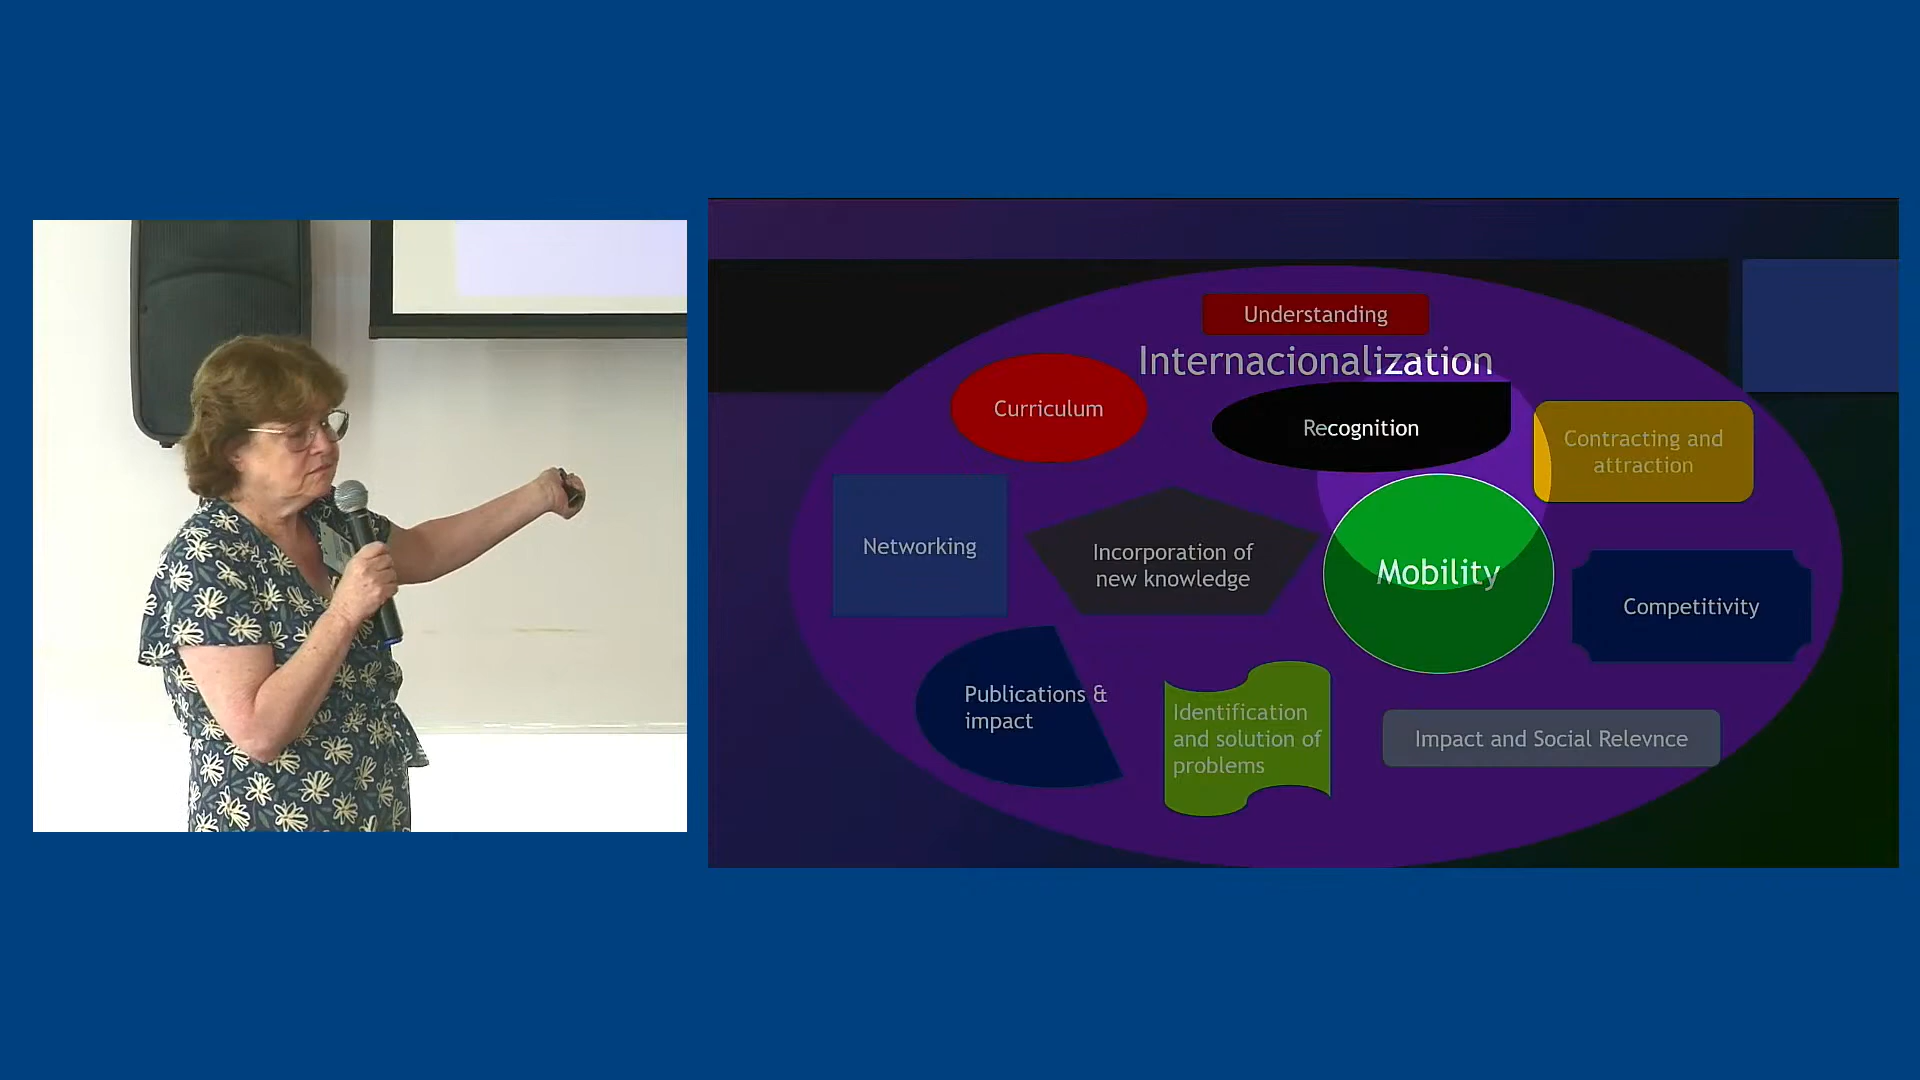 Understanding
Internacionalization
Curriculum
Recognition
Contracting and
attraction
Networking
Incorporation of
new knowledge
Mobility
Competitivity
Publications &
impact
Identification
and solution of
problems
Impact and Social Relevnce